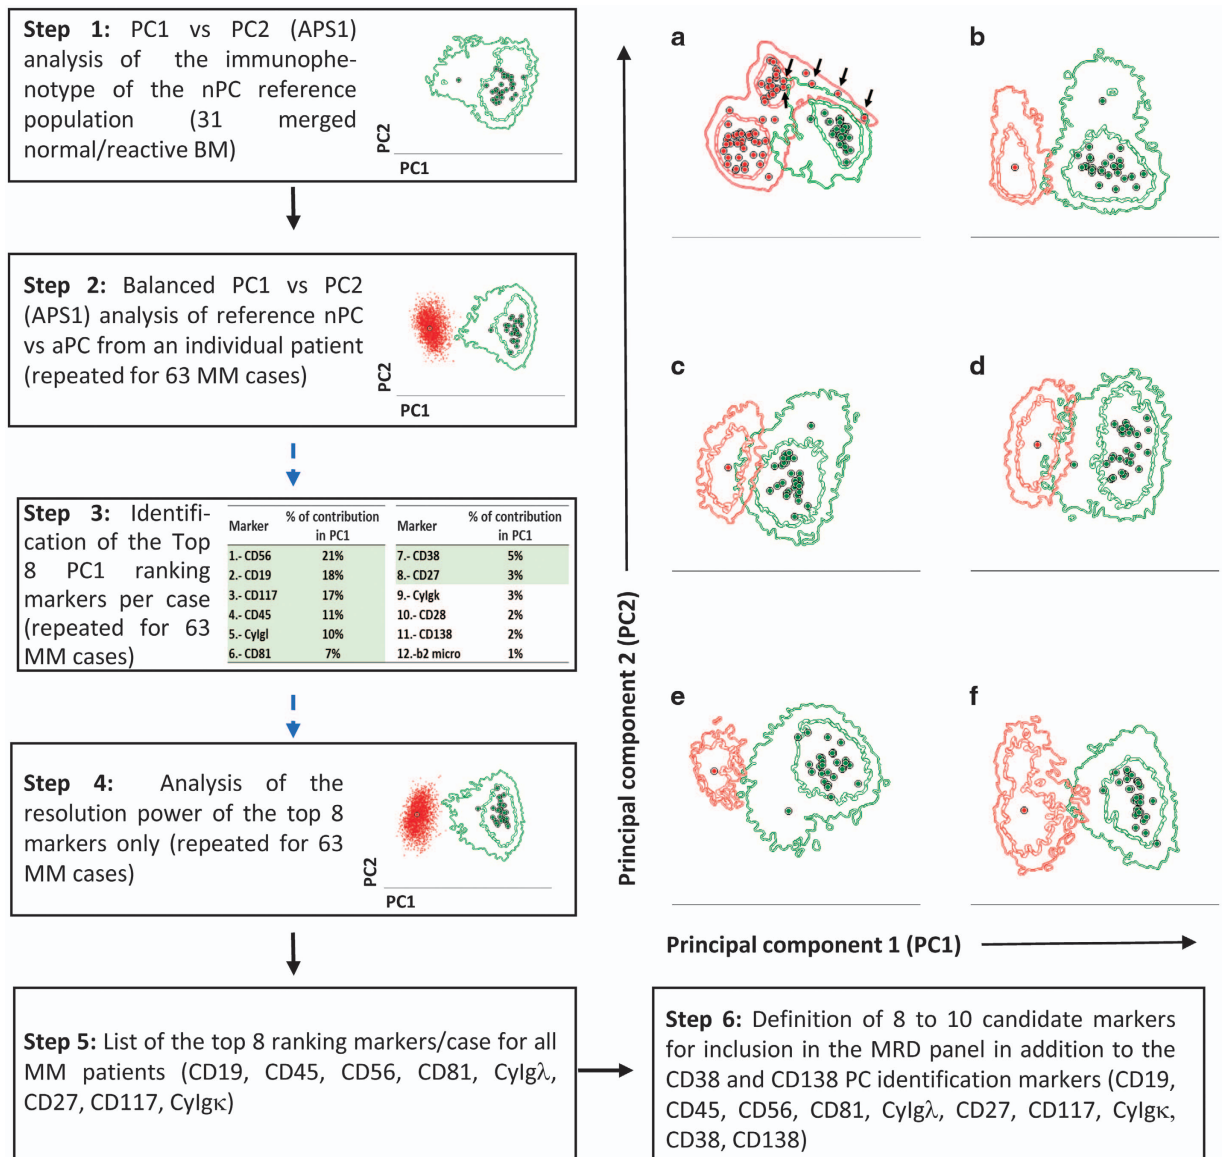 Step 1: PC1 vs PC2 (APS1)
analysis of the immunophe-
notype of the nPC reference
population (31 merged
normal/reactive BM)
PC2
PC1
Step 2: Balanced PC1 vs PC2
(APS1) analysis of reference nPC
vs aPC from an individual patient
(repeated for 63 MM cases)
PC2
PC1
Step 3: Identifi-
cation of the Top
8 PC1 ranking
markers per case
(repeated for 63
MM cases)
Marker % of contribution in PC1 Marker % of contribution in PC1
1.- CD56 21% 7.- CD38 5%
2.- CD19 18% 8.- CD27 3%
3.- CD117 17% 9.- CyIgk 3%
4.- CD45 11% 10.- CD28 2%
5.- CyIgl 10% 11.- CD138 2%
6.- CD81 7% 12.-b2 micro 1%
Step 4: Analysis of the
resolution power of the top 8
markers only (repeated for 63
MM cases)
PC2
PC1
Step 5: List of the top 8 ranking markers/case for all
MM patients (CD19, CD45, CD56, CD81, CyIgλ,
CD27, CD117, CyIgκ)
a
b
c
d
e
f
Principal component 2 (PC2)
Principal component 1 (PC1)
Step 6: Definition of 8 to 10 candidate markers
for inclusion in the MRD panel in addition to the
CD38 and CD138 PC identification markers (CD19,
CD45, CD56, CD81, CyIgλ, CD27, CD117, CyIgκ,
CD38, CD138)